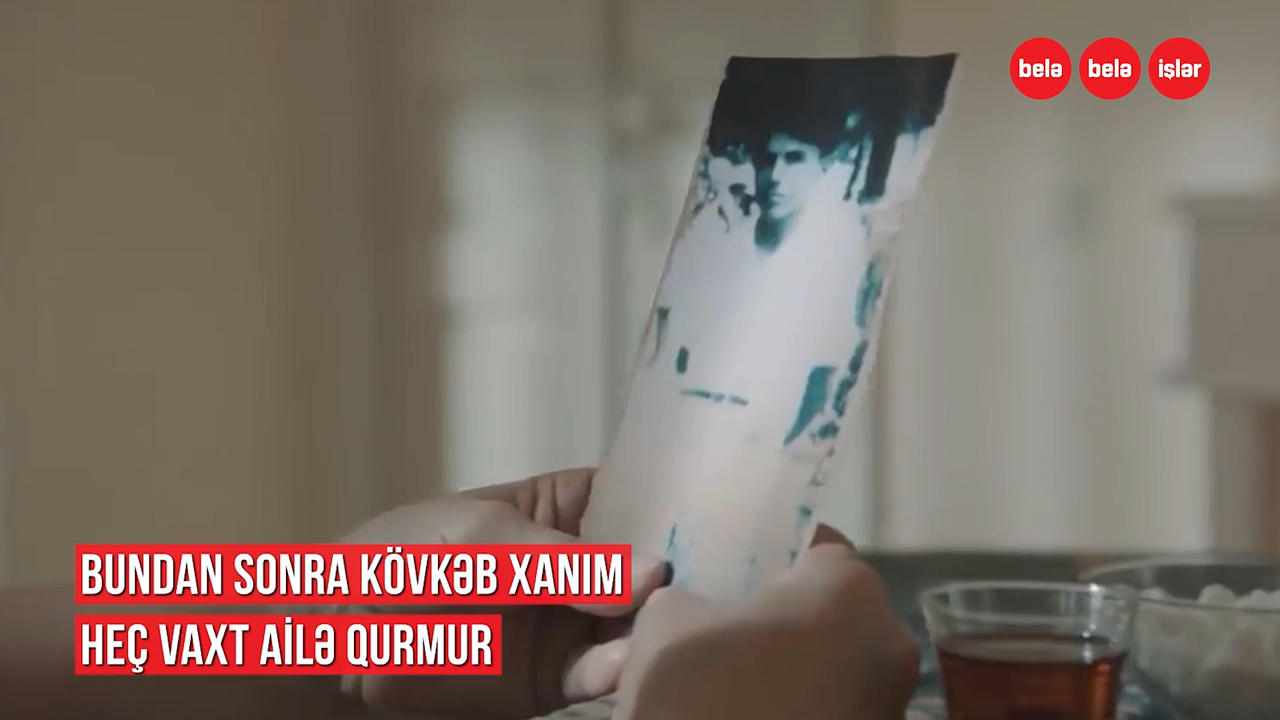 belə belə işlər
BUNDAN SONRA KÖVKƏB XANIM
HEÇ VAXT AİLƏ QURMUR